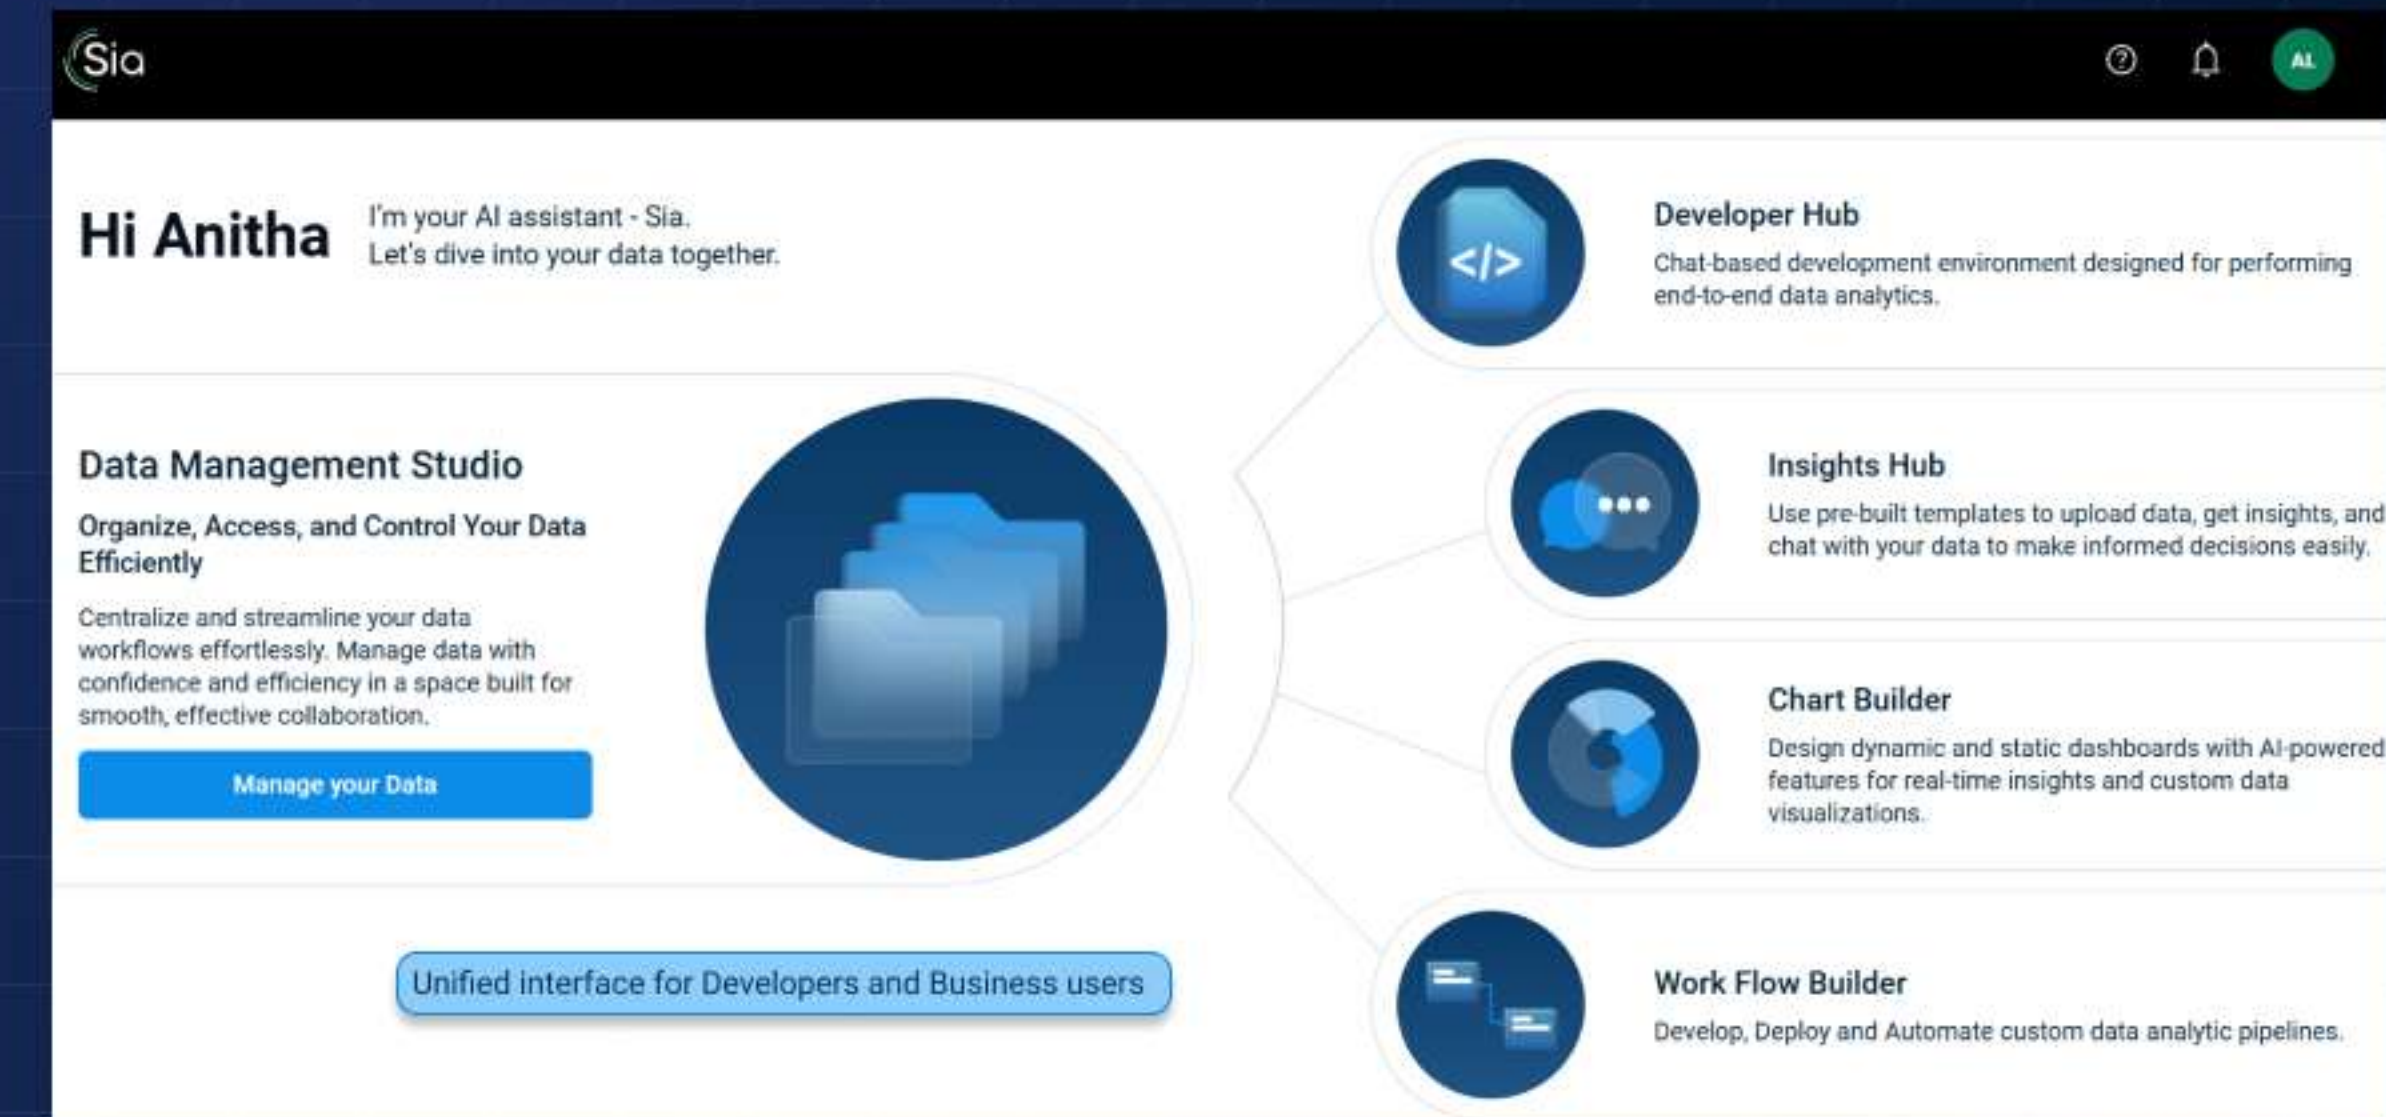 Sia
AL
Hi Anitha
I'm your AI assistant - Sia.
Let's dive into your data together.
Data Management Studio
Organize, Access, and Control Your Data
Efficiently
Centralize and streamline your data
workflows effortlessly. Manage data with
confidence and efficiency in a space built for
smooth, effective collaboration.
Manage your Data
Unified interface for Developers and Business users
</>
Developer Hub
Chat-based development environment designed for performing
end-to-end data analytics.
Insights Hub
Use pre-built templates to upload data, get insights, and
chat with your data to make informed decisions easily.
Chart Builder
Design dynamic and static dashboards with AI-powered
features for real-time insights and custom data
visualizations.
Work Flow Builder
Develop, Deploy and Automate custom data analytic pipelines.